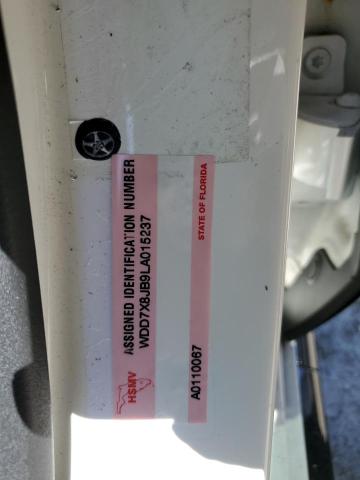 HSMV
ASSIGNED IDENTIFICATION NUMBER
WDD7X8JB9LA015237
A0110067
STATE OF FLORIDA